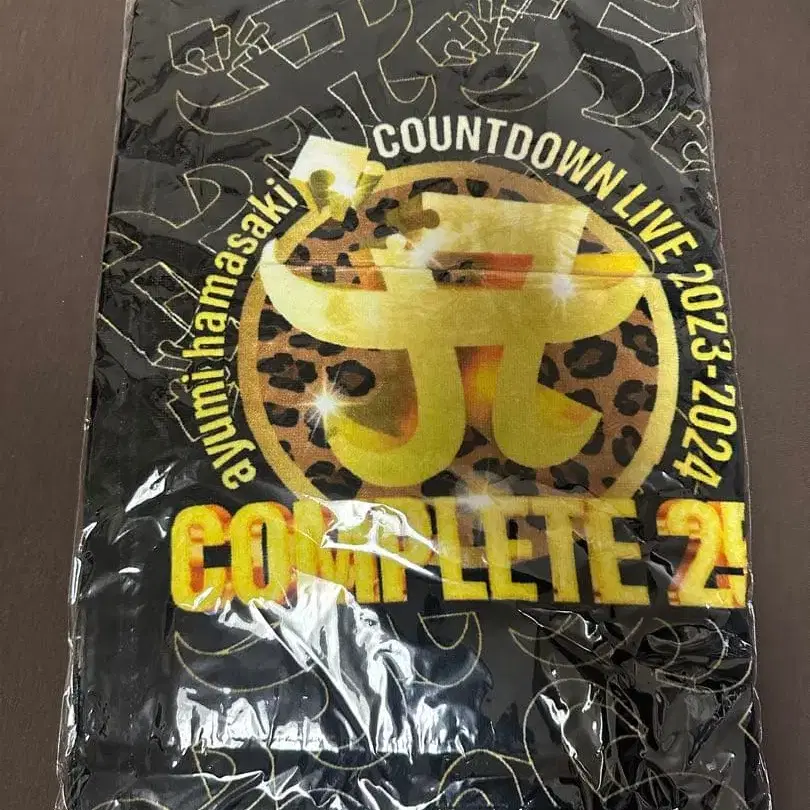 ayumi hamasaki
COUNTDOWN LIVE 2023-2024
COMPLETE 25